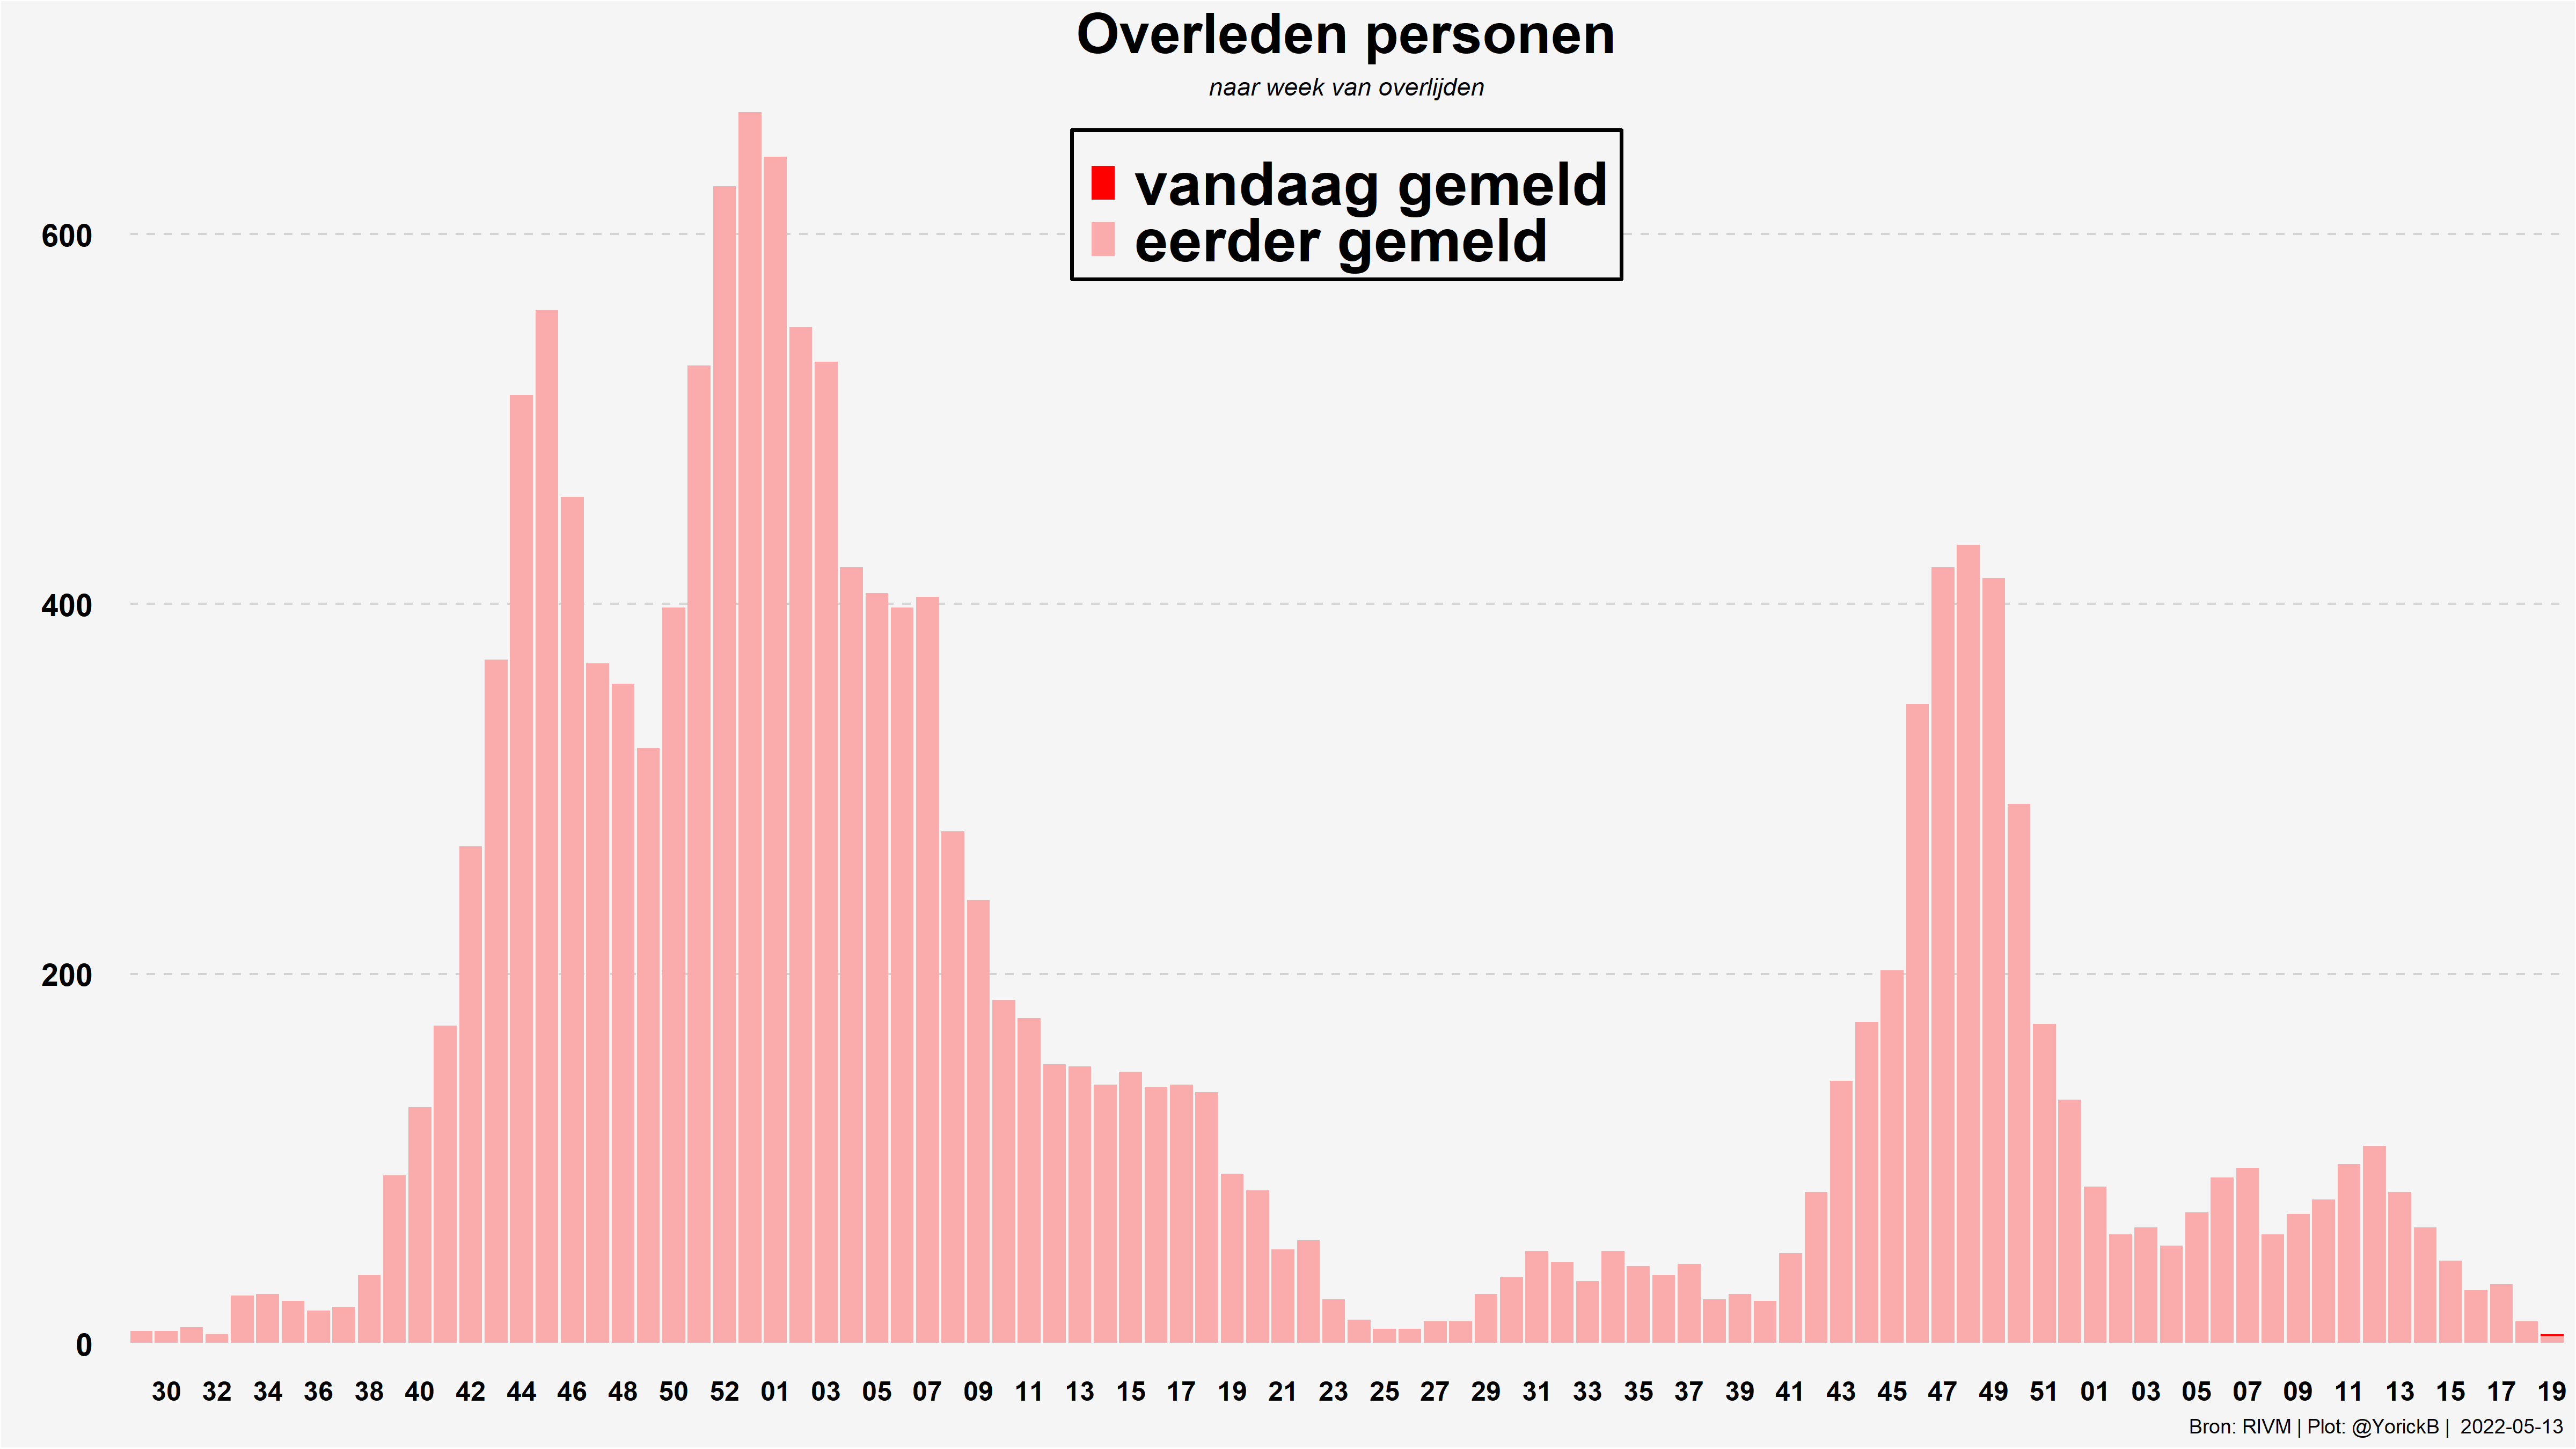 Overleden personen
naar week van overlijden
vandaag gemeld
eerder gemeld
600
400
200
0
30 32 34 36 38 40 42 44 46 48 50 52 01 03 05 07 09 11 13 15 17 19 21 23 25 27 29 31 33 35 37 39 41 43 45 47 49 51 01 03 05 07 09 11 13 15 17 19
Bron: RIVM | Plot: @YorickB | 2022-05-13